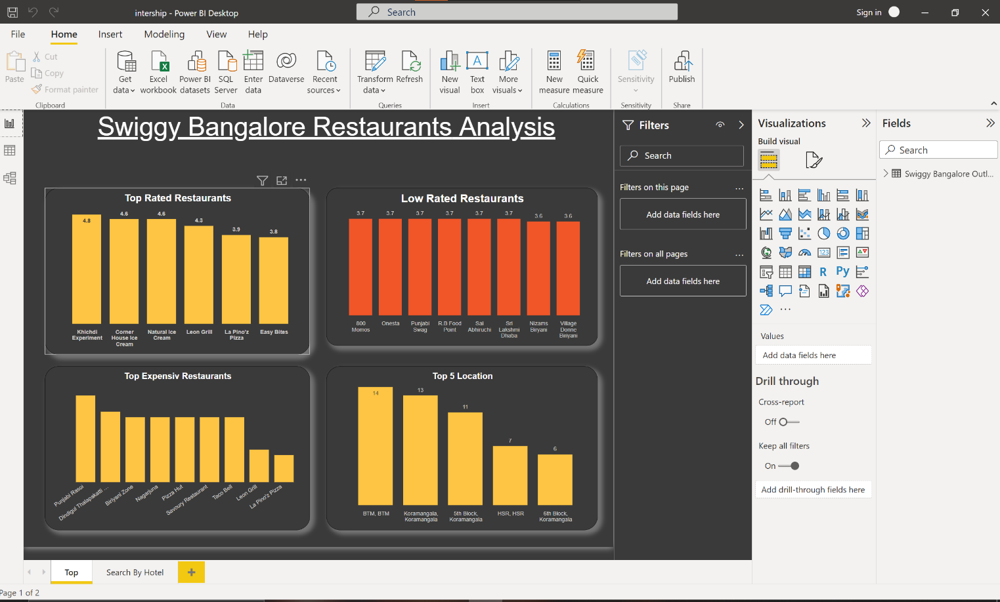 intership - Power BI Desktop
Search
Sign in
File
Home
Insert
Modeling
View
Help
Paste
Cut
Copy
Format painter
Clipboard
Get data
Excel workbook
Power BI datasets
SQL Server
Enter data
Dataverse
Recent sources
Data
Transform data
Refresh
Queries
New visual
Text box
More visuals
Insert
New measure
Quick measure
Calculations
Sensitivity
Sensitivity
Publish
Share
Swiggy Bangalore Restaurants Analysis
Top Rated Restaurants
4.8
4.6
4.6
4.3
3.9
3.8
Khichdi Experiment
Corner House Ice Cream
Natural Ice Cream
Leon Grill
La Pino'z Pizza
Easy Bites
Low Rated Restaurants
3.7
3.7
3.7
3.7
3.7
3.7
3.6
3.6
800 Momos
Onesta
Punjabi Swag
R.B Food Point
Sai Abhiruchi
Sri Lakshmi Dhaba
Nizams Biryani
Village Donne Biriyani
Top Expensiv Restaurants
Punjabi Rasoi
Dindigul Thalapakatti ...
Biriyani Zone
Nagarjuna
Pizza Hut
Savoury Restaurant
Taco Bell
Leon Grill
La Pino'z Pizza
Top 5 Location
14
13
11
7
6
BTM, BTM
Koramangala, Koramangala
5th Block, Koramangala
HSR, HSR
6th Block, Koramangala
Filters
Search
Filters on this page
...
Add data fields here
Filters on all pages
...
Add data fields here
Visualizations
Build visual
123
R
Py
...
Values
Add data fields here
Drill through
Cross-report
Off
Keep all filters
On
Add drill-through fields here
Fields
Search
Swiggy Bangalore Outl...
Top
Search By Hotel
+
Page 1 of 2